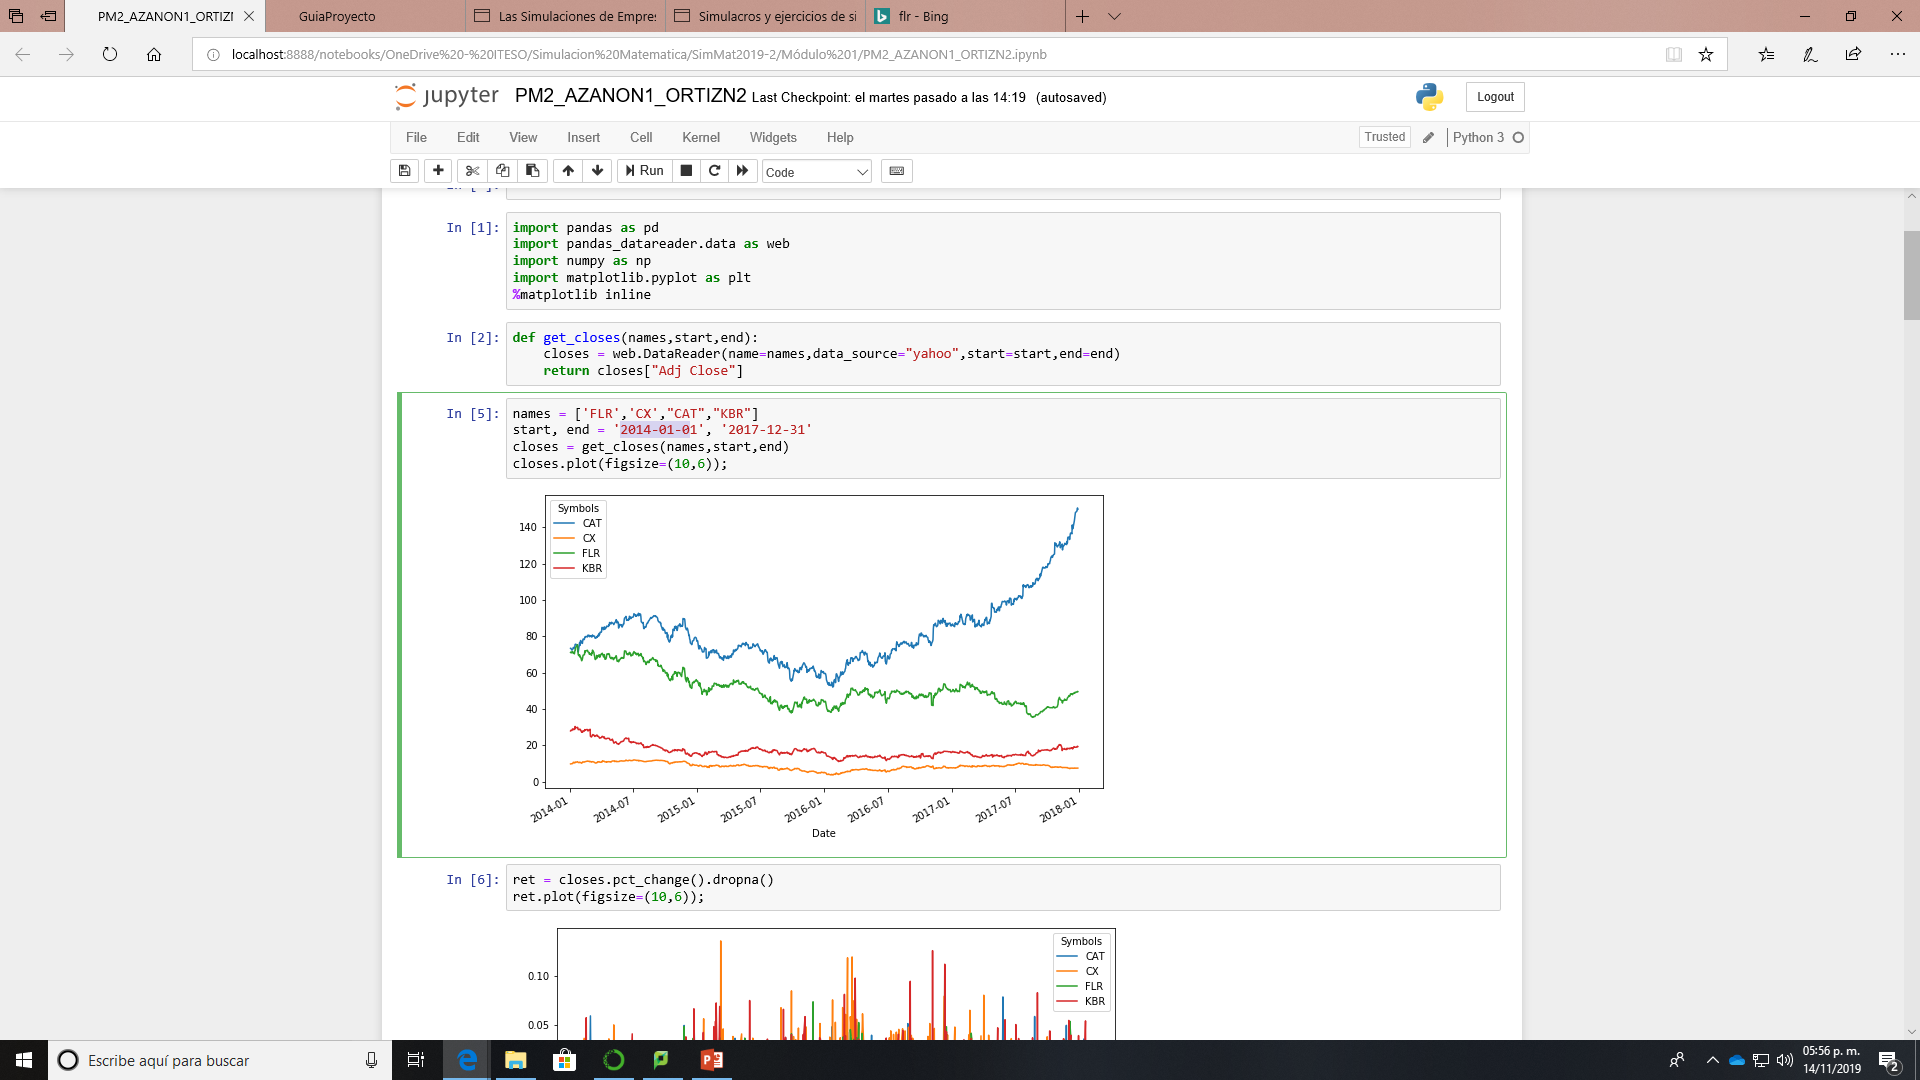 PM2_AZANON1_ORTIZN
GuiaProyecto
Las Simulaciones de Empres
Simulacros y ejercicios de si
flr - Bing
localhost:8888/notebooks/OneDrive%20-%20ITESO/Simulacion%20Matematica/SimMat2019-2/Módulo%201/PM2_AZANON1_ORTIZN2.ipynb
jupyter PM2_AZANON1_ORTIZN2 Last Checkpoint: el martes pasado a las 14:19 (autosaved)
Logout
File Edit View Insert Cell Kernel Widgets Help
Trusted
Python 3
Run
Code
In [1]:
import pandas as pd
import pandas_datareader.data as web
import numpy as np
import matplotlib.pyplot as plt
%matplotlib inline
In [2]:
def get_closes(names,start,end):
closes = web.DataReader(name=names,data_source="yahoo",start=start,end=end)
return closes["Adj Close"]
In [5]:
names = ['FLR','CX',"CAT","KBR"]
start, end = '2014-01-01', '2017-12-31'
closes = get_closes(names,start,end)
closes.plot(figsize=(10,6));
Symbols
CAT
CX
FLR
KBR
140
120
100
80
60
40
20
0
2014-01
2014-07
2015-01
2015-07
2016-01
2016-07
2017-01
2017-07
2018-01
Date
In [6]:
ret = closes.pct_change().dropna()
ret.plot(figsize=(10,6));
Symbols
CAT
CX
FLR
KBR
0.10
0.05
Escribe aquí para buscar
05:56 p. m.
14/11/2019
2